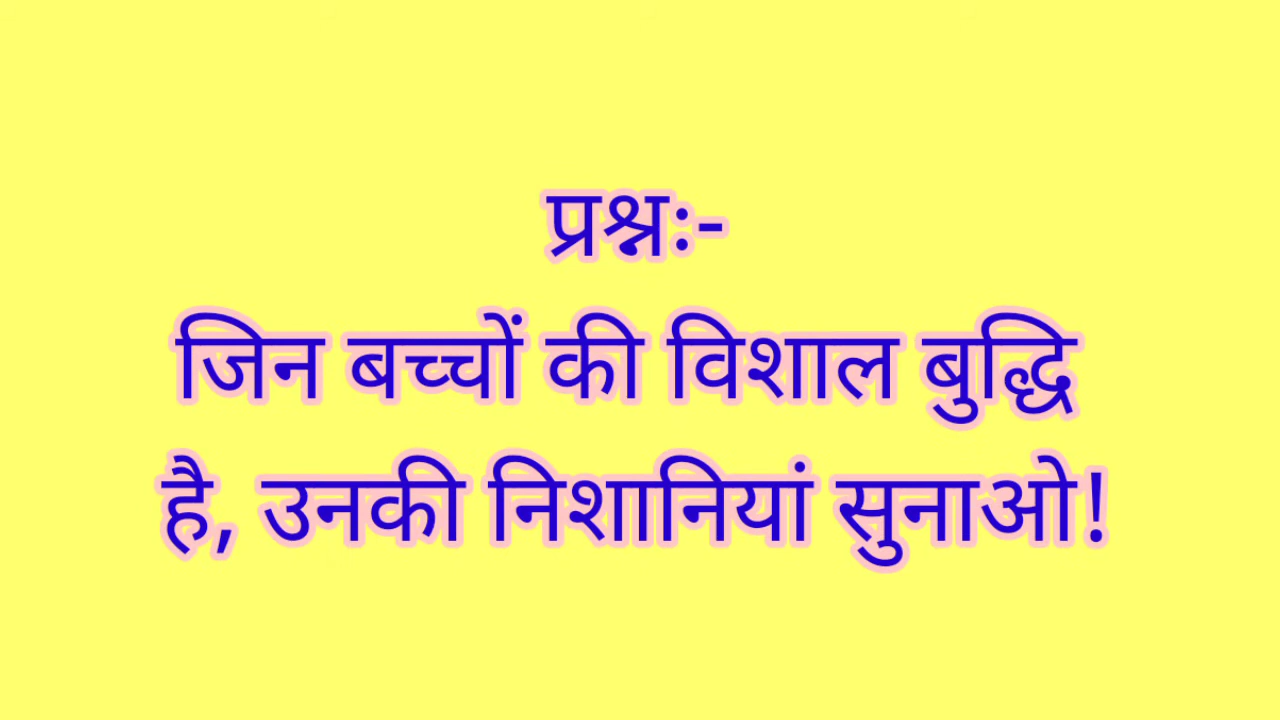 प्रश्नः-
जिन बच्चों की विशाल बुद्धि
है, उनकी निशानियां सुनाओ!